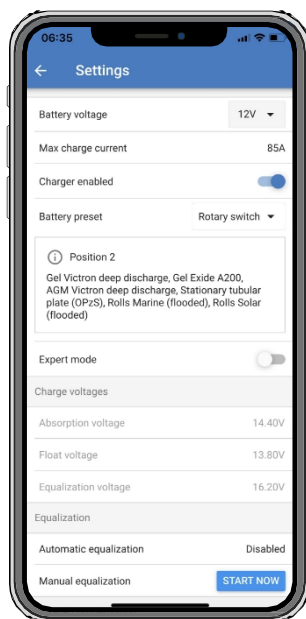 06:35
Settings
Battery voltage 12V
Max charge current 85A
Charger enabled
Battery preset Rotary switch
Position 2
Gel Victron deep discharge, Gel Exide A200,
AGM Victron deep discharge, Stationary tubular
plate (OPzS), Rolls Marine (flooded), Rolls Solar
(flooded)
Expert mode
Charge voltages
Absorption voltage 14.40V
Float voltage 13.80V
Equalization voltage 16.20V
Equalization
Automatic equalization Disabled
Manual equalization START NOW